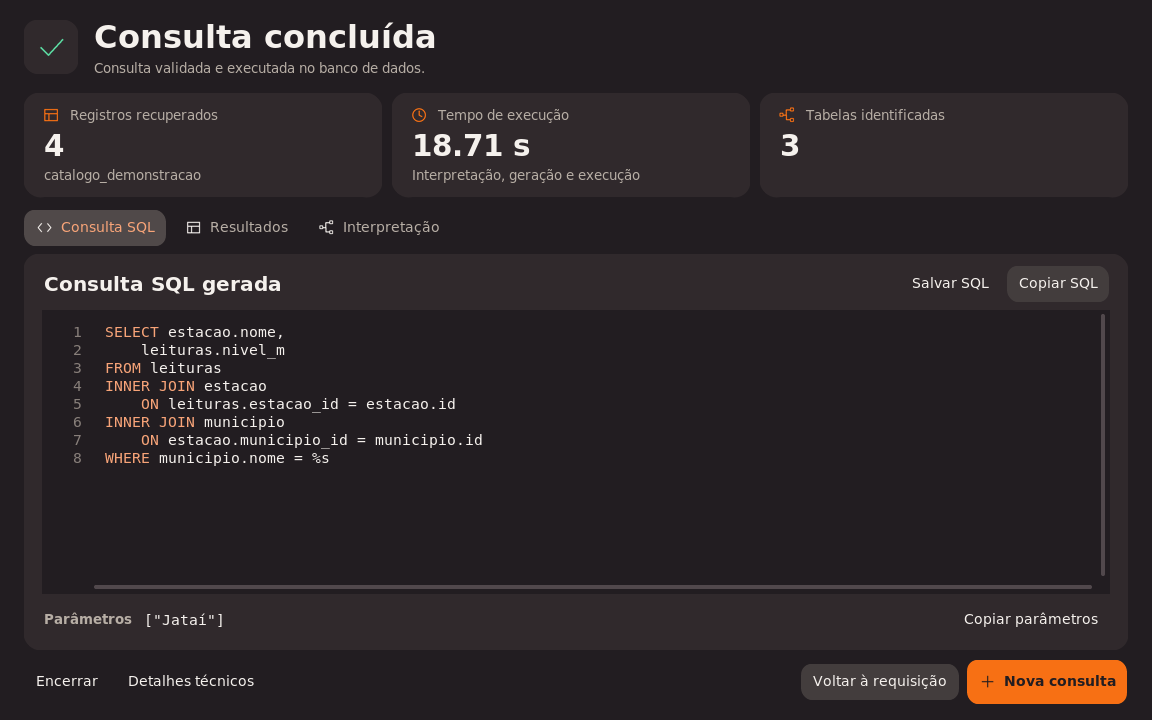 Consulta concluída
Consulta validada e executada no banco de dados.
Registros recuperados
4
catalogo_demonstracao
Tempo de execução
18.71 s
Interpretação, geração e execução
Tabelas identificadas
3
Consulta SQL
Resultados
Interpretação
Consulta SQL gerada
Salvar SQL
Copiar SQL
1 SELECT estacao.nome,
2     leituras.nivel_m
3 FROM leituras
4 INNER JOIN estacao
5     ON leituras.estacao_id = estacao.id
6 INNER JOIN municipio
7     ON estacao.municipio_id = municipio.id
8 WHERE municipio.nome = %s
Parâmetros ["Jataí"]
Copiar parâmetros
Encerrar
Detalhes técnicos
Voltar à requisição
Nova consulta